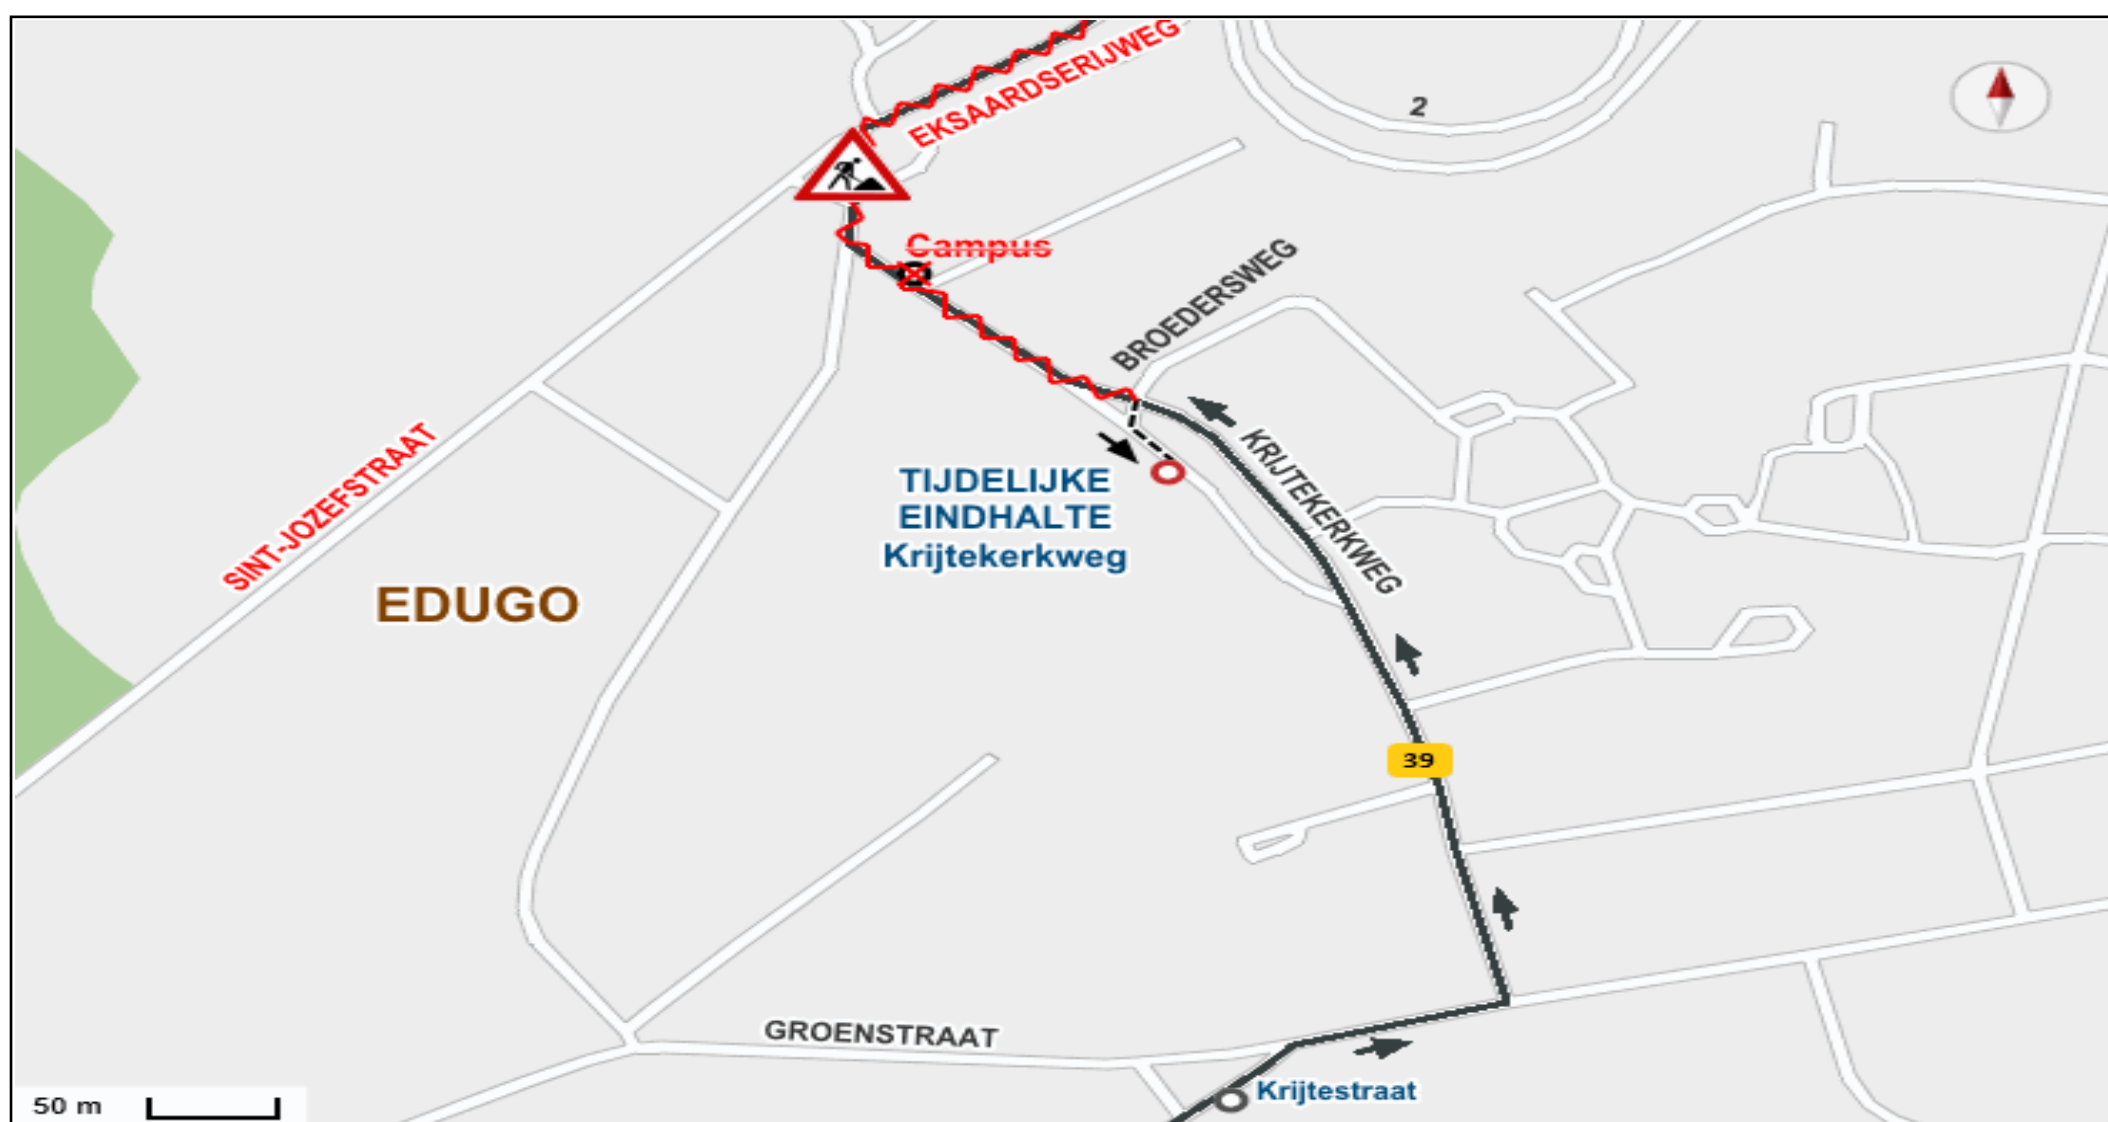 EKSAARDSERIJWEG
2
Campus
BROEDERSWEG
KRIJTEKERKWEG
SINT-JOZEFSTRAAT
TIJDELIJKE
EINDHALTE
Krijtekerkweg
EDUGO
39
GROENSTRAAT
Krijtestraat
50 m